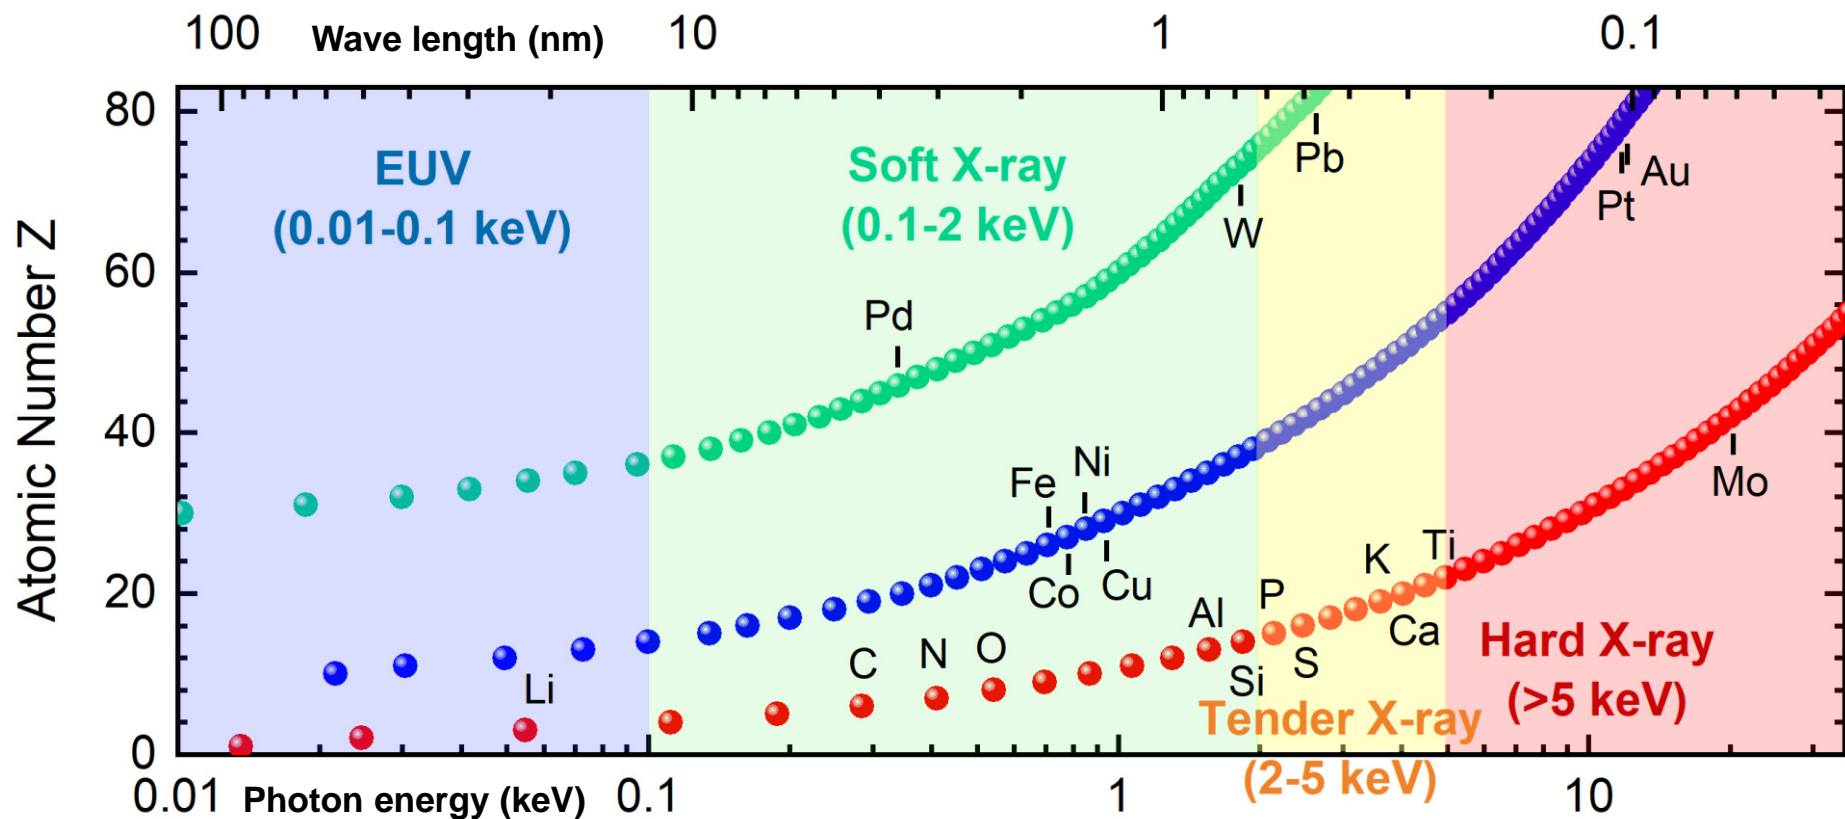 100 Wave length (nm) 10 1 0.1
80
60
40
20
0
Atomic Number Z
EUV
(0.01-0.1 keV)
Soft X-ray
(0.1-2 keV)
Pb
W
Au
Pt
Pd
Fe
Ni
Co
Cu
Mo
Li
C
N
O
Al
Si
P
S
K
Ca
Ti
Tender X-ray
(2-5 keV)
Hard X-ray
(>5 keV)
0.01 Photon energy (keV) 0.1 1 10